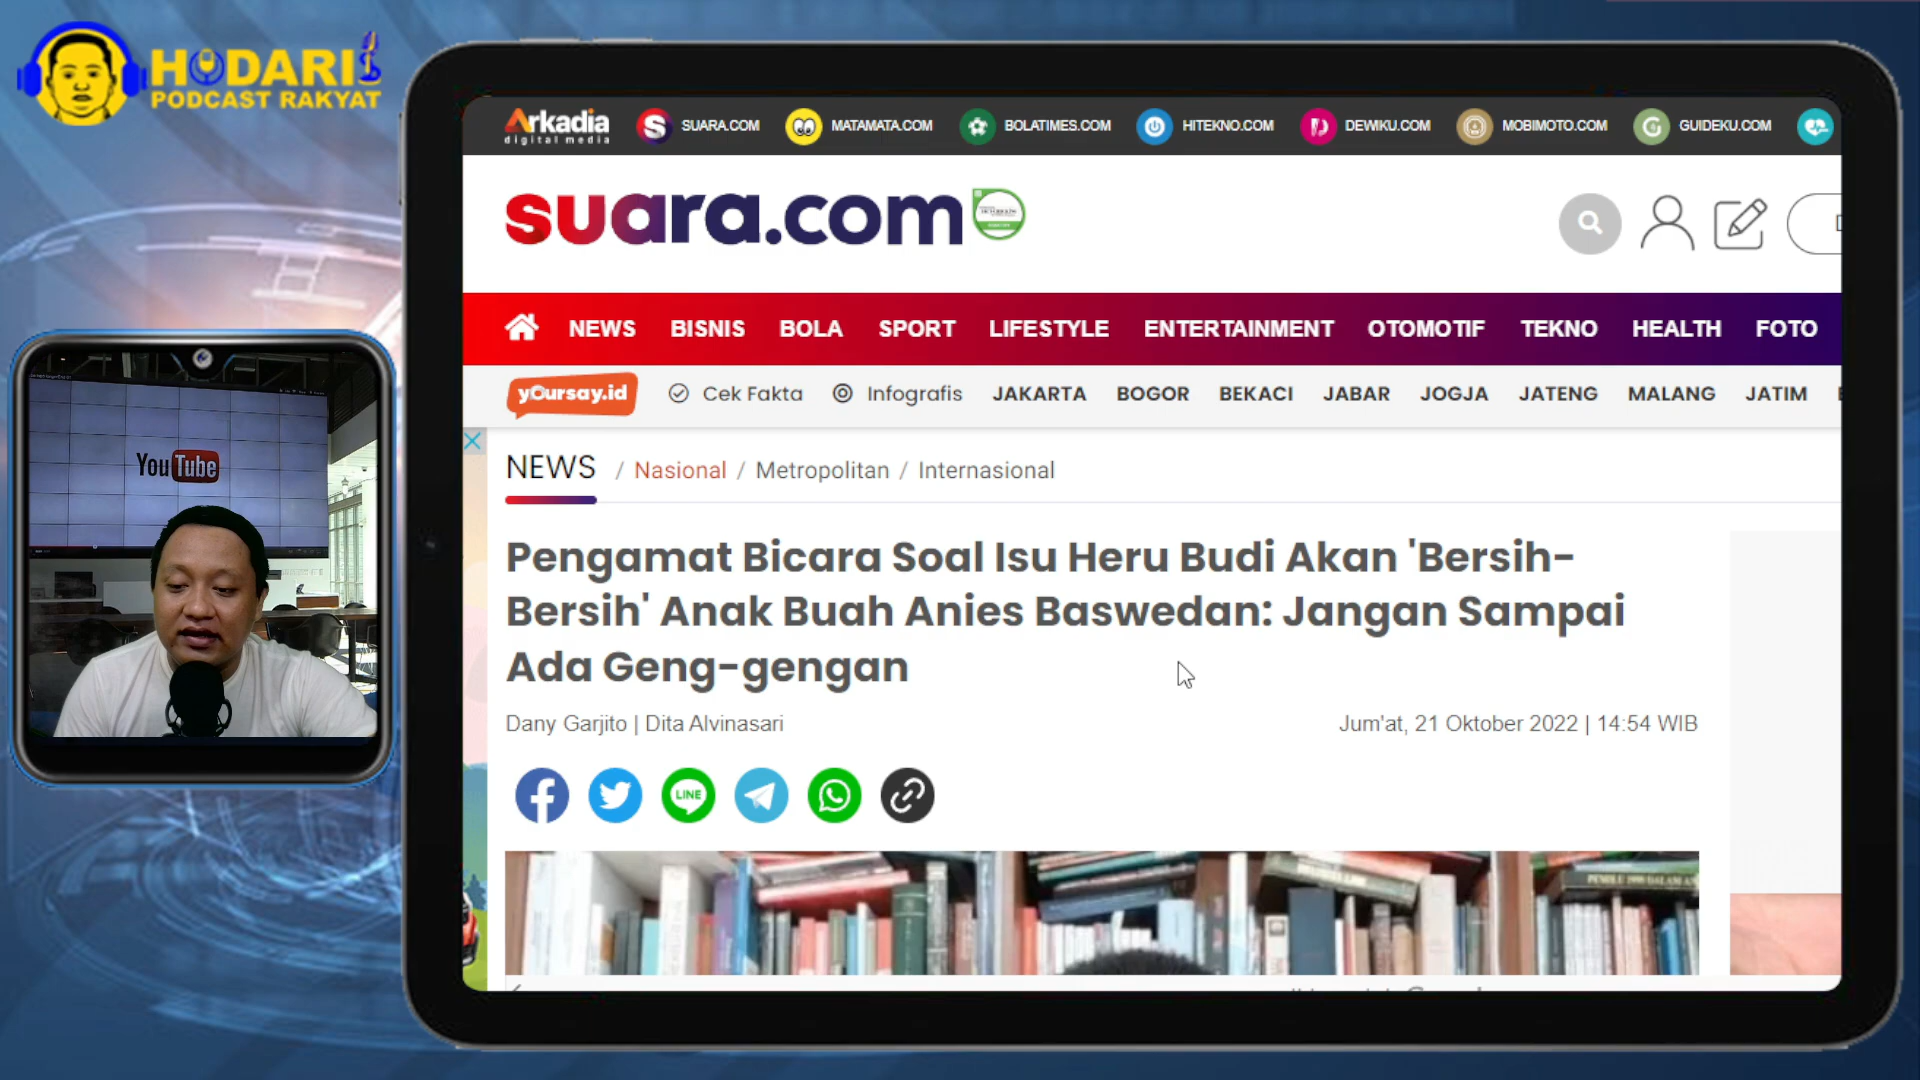 HODARI
PODCAST RAKYAT
YouTube
Arkadia
digital media
SUARA.COM
MATAMATA.COM
BOLATIMES.COM
HITEKNO.COM
DEWIKU.COM
MOBIMOTO.COM
GUIDEKU.COM
suara.com
NEWS BISNIS BOLA SPORT LIFESTYLE ENTERTAINMENT OTOMOTIF TEKNO HEALTH FOTO
yoursay.id Cek Fakta Infografis JAKARTA BOGOR BEKACI JABAR JOGJA JATENG MALANG JATIM
NEWS / Nasional / Metropolitan / Internasional
Pengamat Bicara Soal Isu Heru Budi Akan 'Bersih-
Bersih' Anak Buah Anies Baswedan: Jangan Sampai
Ada Geng-gengan
Dany Garjito | Dita Alvinasari
Jum'at, 21 Oktober 2022 | 14:54 WIB
LINE